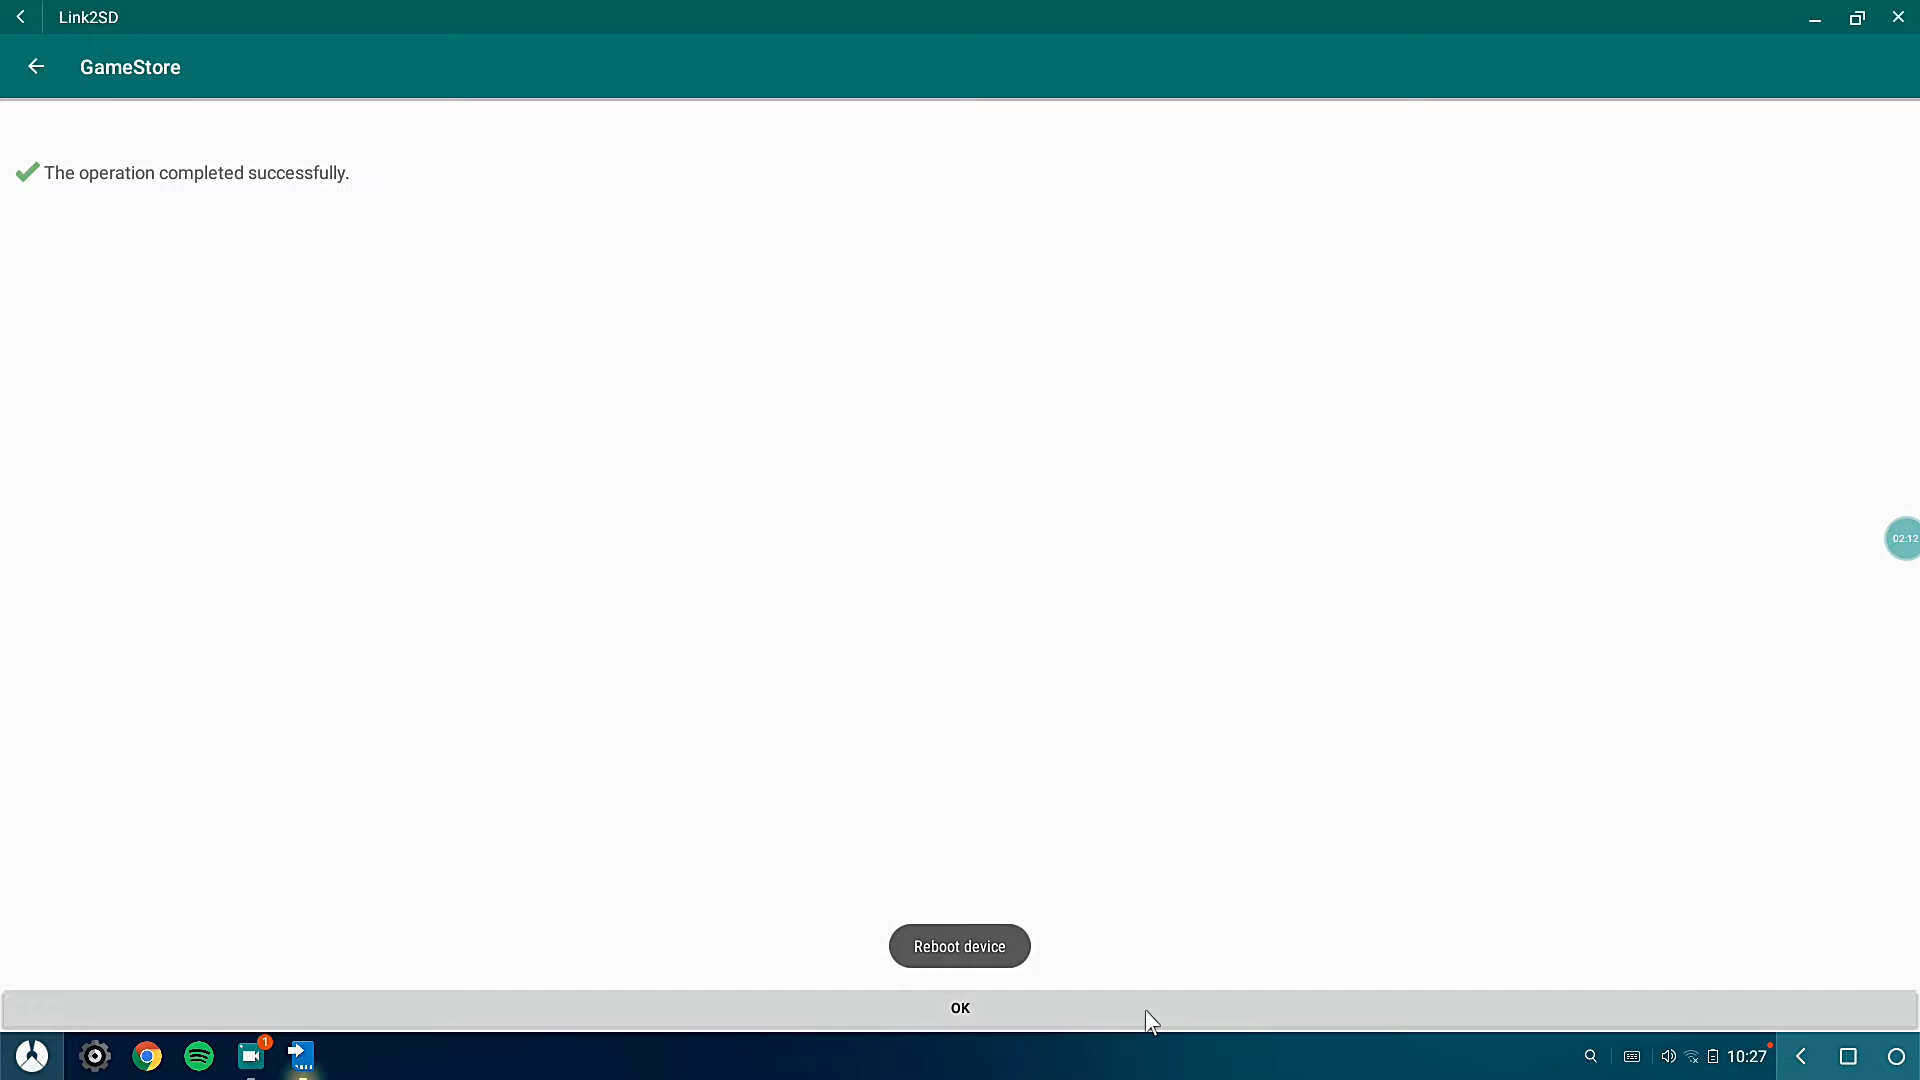 Link2SD
GameStore
The operation completed successfully.
02:12
Reboot device
OK
1
10:27